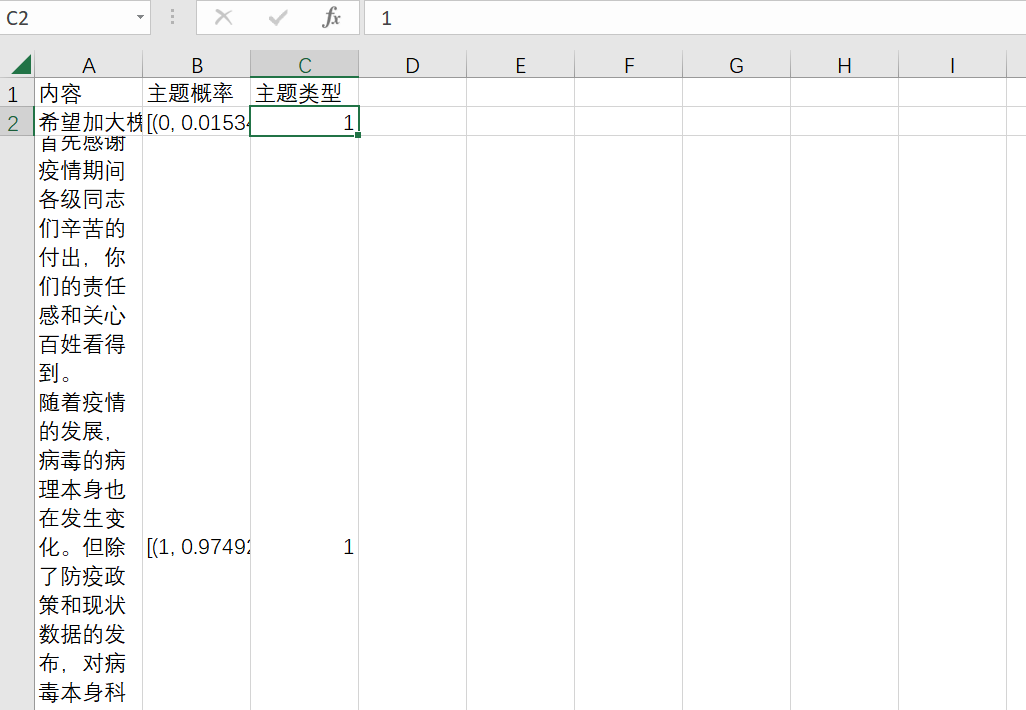 C2 fx 1
A B C D E F G H I
1 内容 主题概率 主题类型
2 希望加大 [(0, 0.0153 1
首先感谢
疫情期间
各级同志
们辛苦的
付出，你
们的责任
感和关心
百姓看得
到。
随着疫情
的发展，
病毒的病
理本身也
在发生变
化。但除 [(1, 0.9749 1
了防疫政
策和现状
数据的发
布，对病
毒本身科